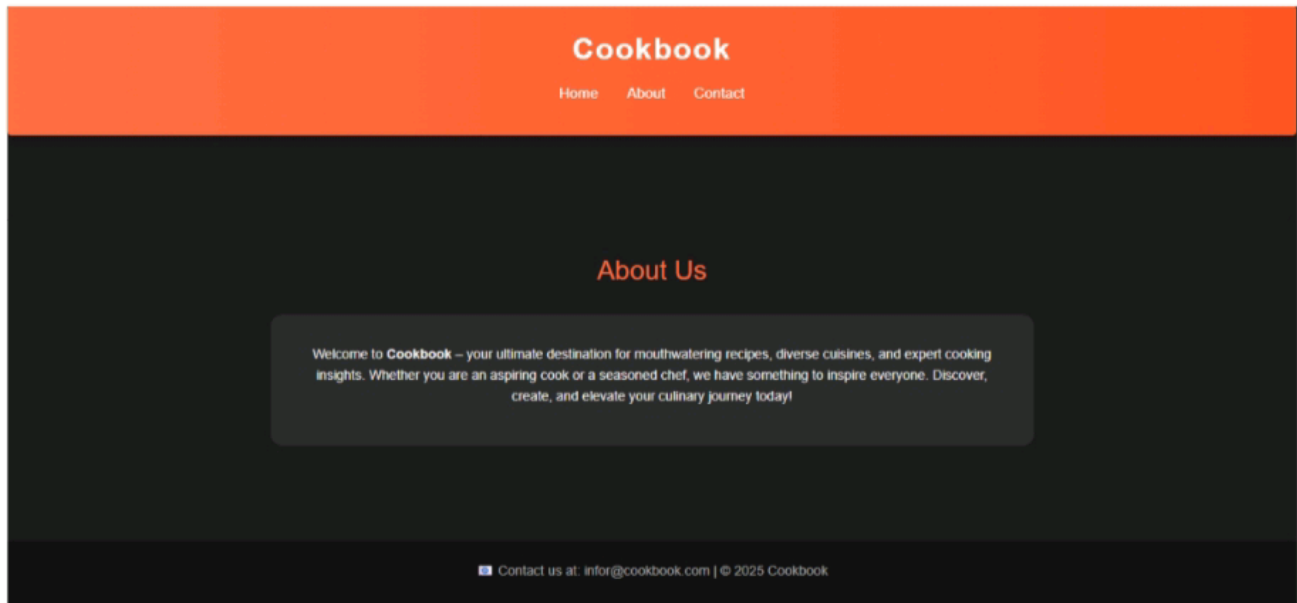 Cookbook
Home About Contact
About Us
Welcome to Cookbook – your ultimate destination for mouthwatering recipes, diverse cuisines, and expert cooking
insights. Whether you are an aspiring cook or a seasoned chef, we have something to inspire everyone. Discover,
create, and elevate your culinary journey today!
Contact us at: infor@cookbook.com | © 2025 Cookbook